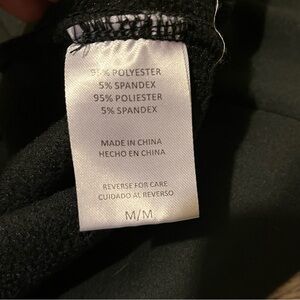 95% POLYESTER
5% SPANDEX
95% POLIESTER
5% SPANDEX
MADE IN CHINA
HECHO EN CHINA
REVERSE FOR CARE
CUIDADO AL REVERSO
M/M